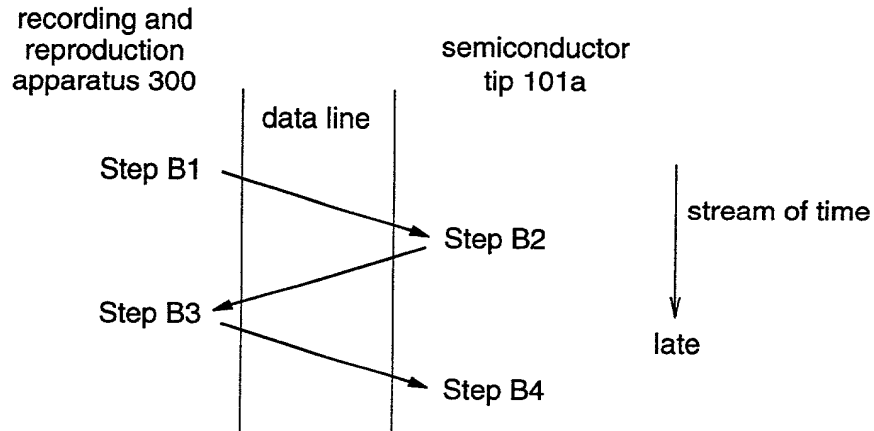 recording and
reproduction
apparatus 300
semiconductor
tip 101a
data line
Step B1
stream of time
Step B2
Step B3
late
Step B4